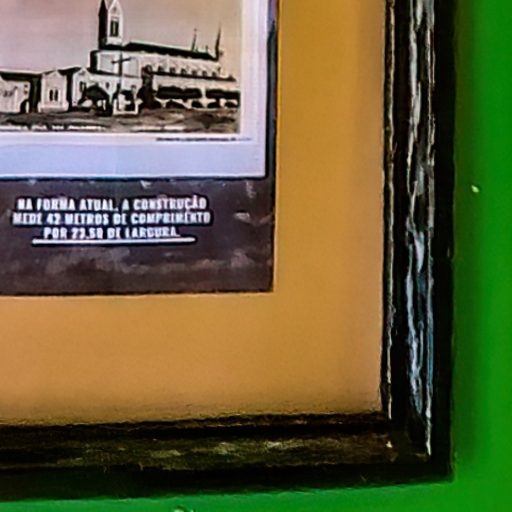 NA FORMA ATUAL, A CONSTRUÇÃO
MEDE 42 METROS DE COMPRIMENTO
POR 23,50 DE LARGURA.